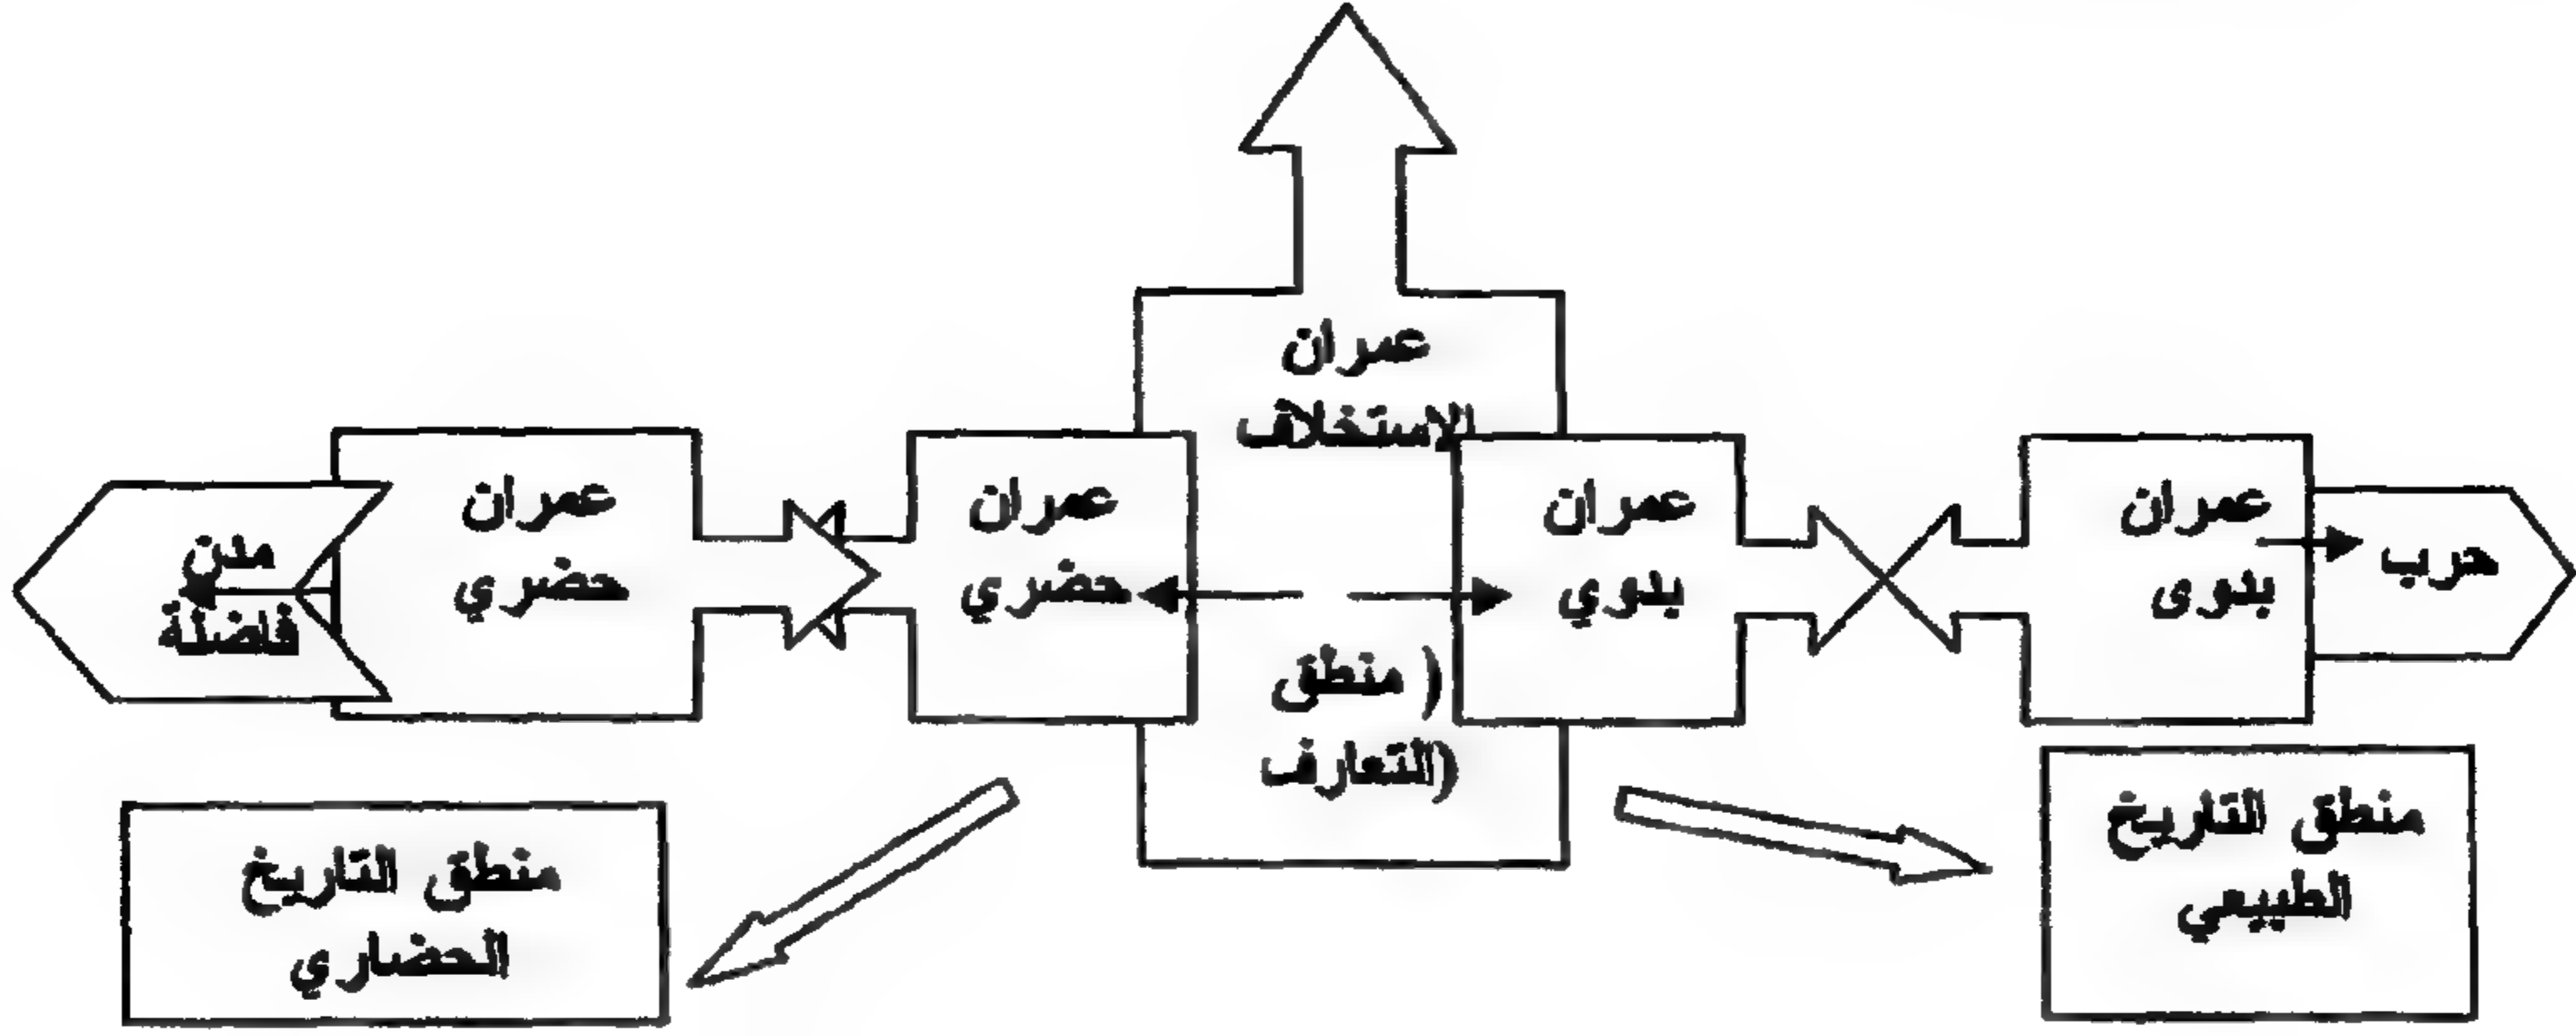 عمران
الاستخلاف
( منطق
التعارف)
حرب
عمران
بدوى
عمران
بدوي
عمران
حضري
عمران
حضري
مدن
فاضلة
منطق التاريخ
الطبيعي
منطق التاريخ
الحضاري